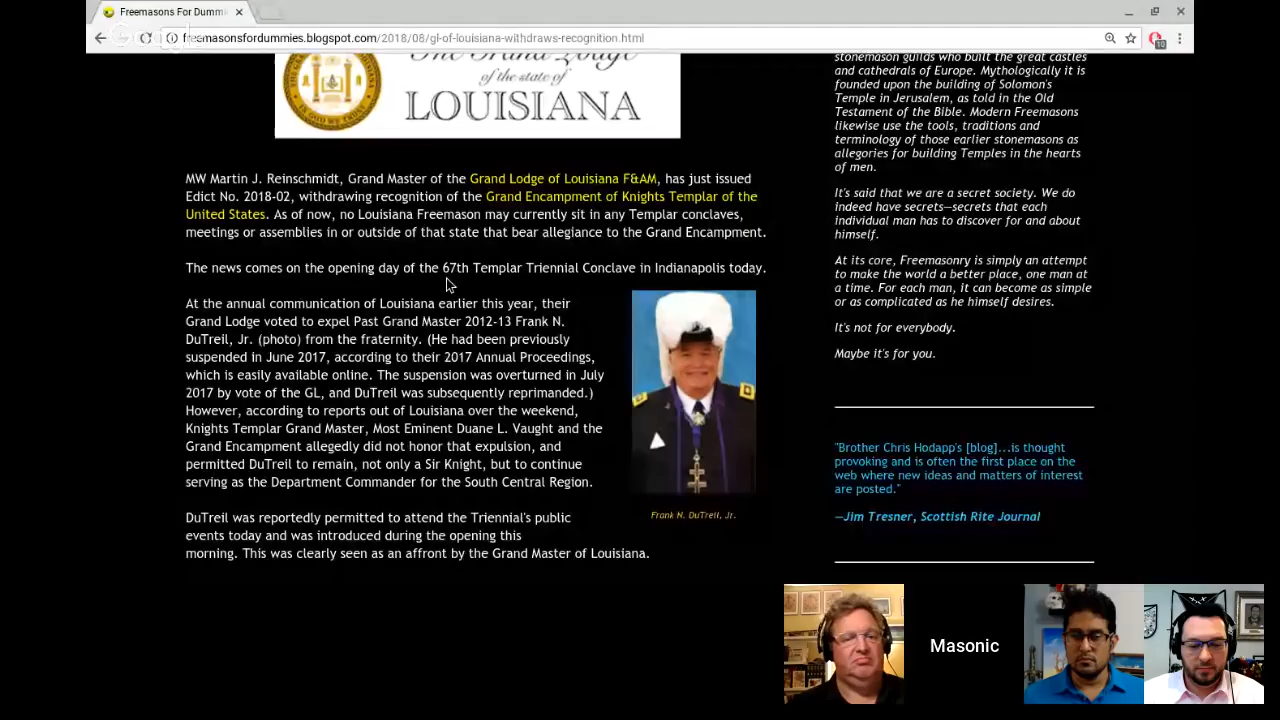 Freemasons For Dummi
freemasonsfordummies.blogspot.com/2018/08/gl-of-louisiana-withdraws-recognition.html
10
The Grand Lodge
of the state of
LOUISIANA
MW Martin J. Reinschmidt, Grand Master of the Grand Lodge of Louisiana F&AM, has just issued
Edict No. 2018-02, withdrawing recognition of the Grand Encampment of Knights Templar of the
United States. As of now, no Louisiana Freemason may currently sit in any Templar conclaves,
meetings or assemblies in or outside of that state that bear allegiance to the Grand Encampment.
The news comes on the opening day of the 67th Templar Triennial Conclave in Indianapolis today.
At the annual communication of Louisiana earlier this year, their
Grand Lodge voted to expel Past Grand Master 2012-13 Frank N.
DuTreil, Jr. (photo) from the fraternity. (He had been previously
suspended in June 2017, according to their 2017 Annual Proceedings,
which is easily available online. The suspension was overturned in July
2017 by vote of the GL, and DuTreil was subsequently reprimanded.)
However, according to reports out of Louisiana over the weekend,
Knights Templar Grand Master, Most Eminent Duane L. Vaught and the
Grand Encampment allegedly did not honor that expulsion, and
permitted DuTreil to remain, not only a Sir Knight, but to continue
serving as the Department Commander for the South Central Region.
Frank N. DuTreil, Jr.
DuTreil was reportedly permitted to attend the Triennial's public
events today and was introduced during the opening this
morning. This was clearly seen as an affront by the Grand Master of Louisiana.
stonemason guilds who built the great castles
and cathedrals of Europe. Mythologically it is
founded upon the building of Solomon's
Temple in Jerusalem, as told in the Old
Testament of the Bible. Modern Freemasons
likewise use the tools, traditions and
terminology of those earlier stonemasons as
allegories for building Temples in the hearts
of men.
It's said that we are a secret society. We do
indeed have secrets—secrets that each
individual man has to discover for and about
himself.
At its core, Freemasonry is simply an attempt
to make the world a better place, one man at
a time. For each man, it can become as simple
or as complicated as he himself desires.
It's not for everybody.
Maybe it's for you.
"Brother Chris Hodapp's [blog]...is thought
provoking and is often the first place on the
web where new ideas and matters of interest
are posted."
—Jim Tresner, Scottish Rite Journal
Masonic